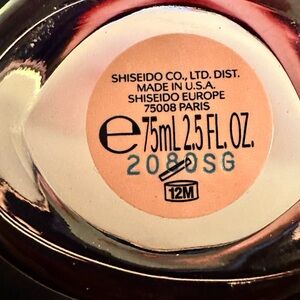 SHISEIDO CO., LTD. DIST.
MADE IN U.S.A.
SHISEIDO EUROPE
75008 PARIS
e 75mL 2.5 FL. OZ.
2080SG
12M